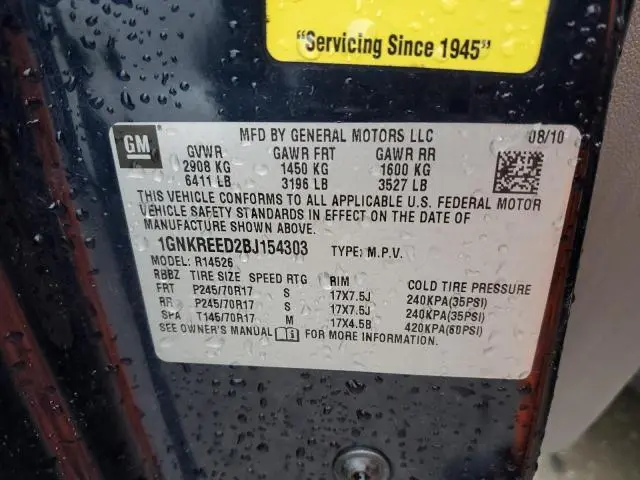 "Servicing Since 1945"
GM
MFD BY GENERAL MOTORS LLC 08/10
GVWR GAWR FRT GAWR RR
2908 KG 1450 KG 1600 KG
6411 LB 3196 LB 3527 LB
THIS VEHICLE CONFORMS TO ALL APPLICABLE U.S. FEDERAL MOTOR
VEHICLE SAFETY STANDARDS IN EFFECT ON THE DATE OF
MANUFACTURE SHOWN ABOVE.
1GNKREED2BJ154303 TYPE: M.P.V.
MODEL: R14526
RBBZ TIRE SIZE SPEED RTG RIM COLD TIRE PRESSURE
FRT P245/70R17 S 17X7.5J 240KPA(35PSI)
RR P245/70R17 S 17X7.5J 240KPA(35PSI)
SPA T145/70R17 M 17X4.5B 420KPA(60PSI)
SEE OWNER'S MANUAL FOR MORE INFORMATION.